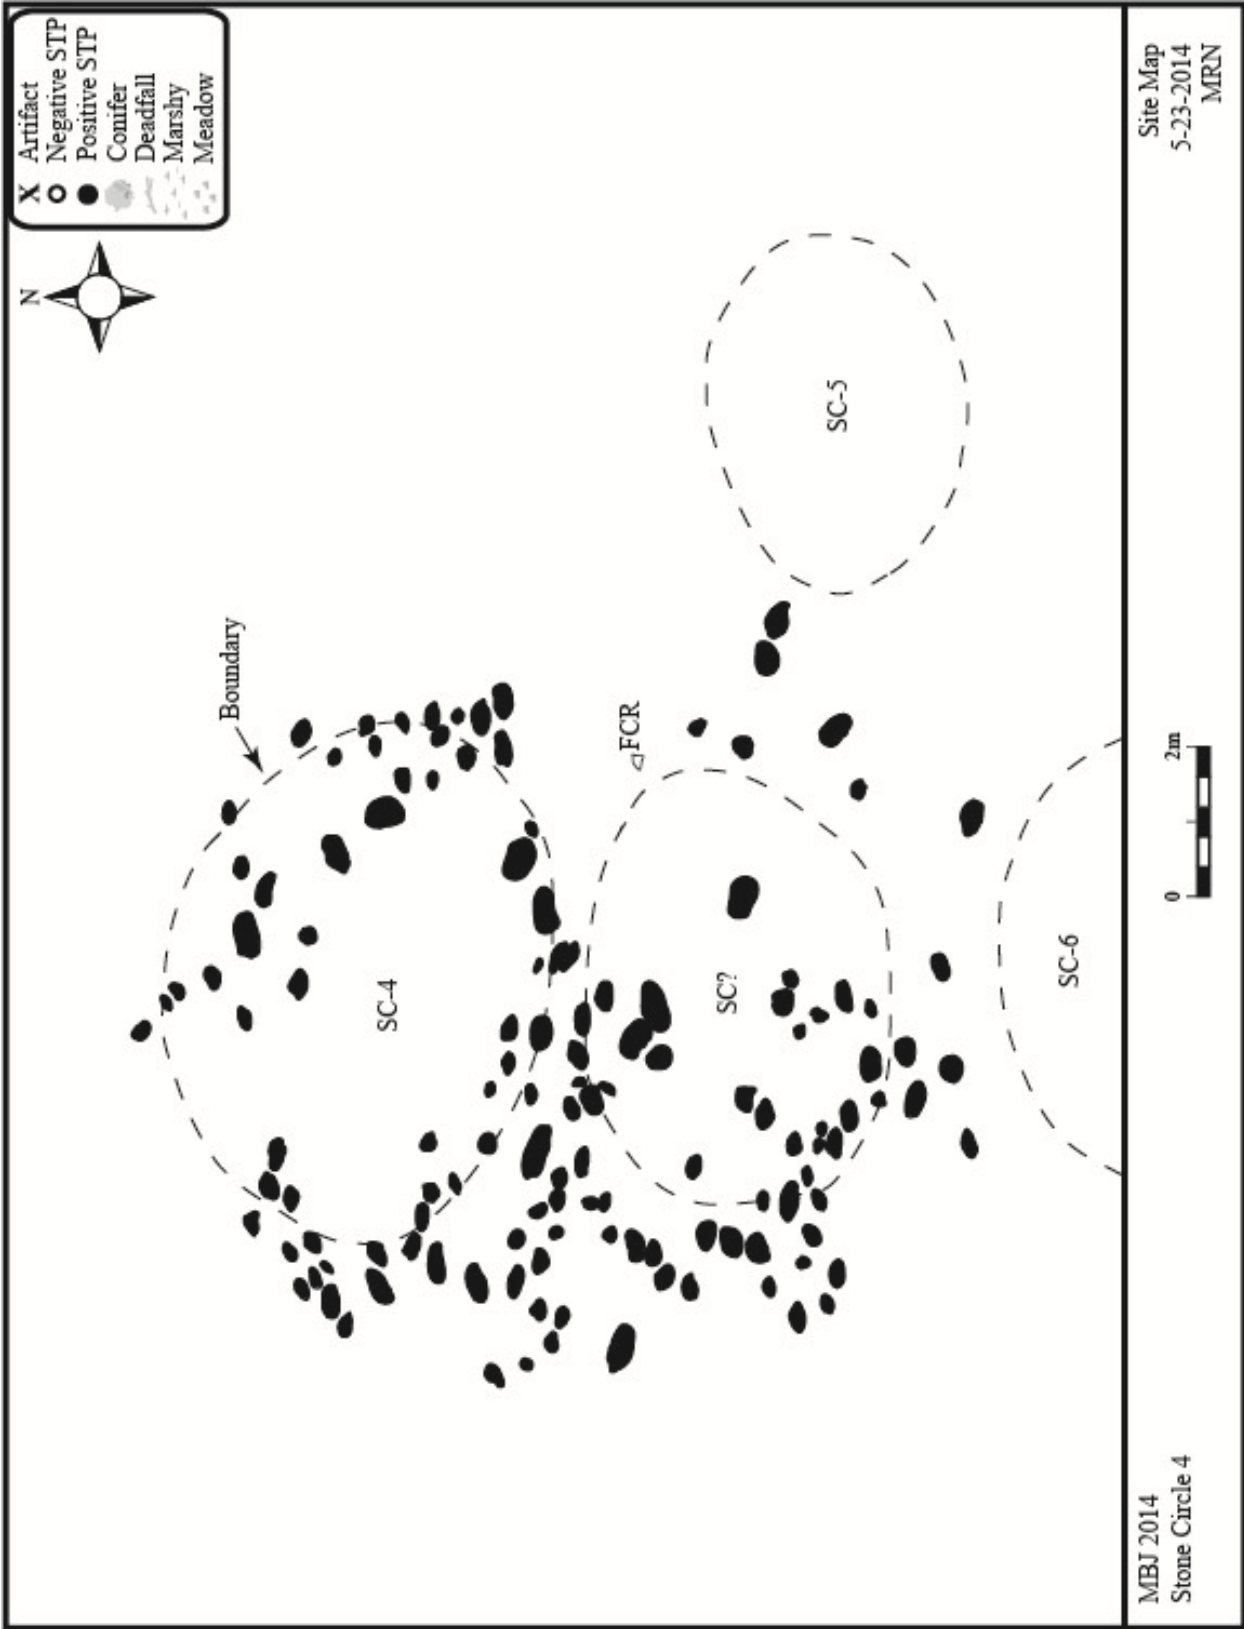 X Artifact
Negative STP
Positive STP
Conifer
Deadfall
Marshy
Meadow
N
Boundary
SC-4
FCR
SC?
SC-5
SC-6
0 2m
MBJ 2014
Stone Circle 4
Site Map
5-23-2014
MRN